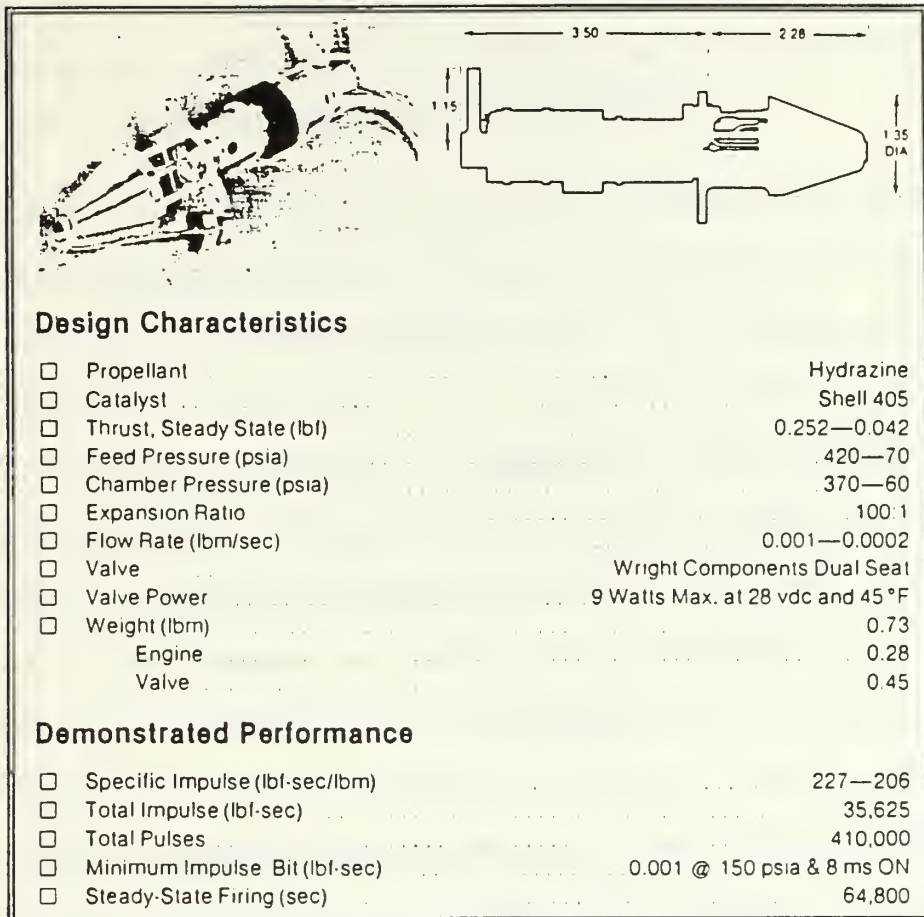 3.50
2.28
1.15
1.35
DIA
Design Characteristics
Propellant Hydrazine
Catalyst Shell 405
Thrust, Steady State (lbf) 0.252—0.042
Feed Pressure (psia) 420—70
Chamber Pressure (psia) 370—60
Expansion Ratio 100:1
Flow Rate (lbm/sec) 0.001—0.0002
Valve Wright Components Dual Seat
Valve Power 9 Watts Max. at 28 vdc and 45°F
Weight (lbm) 0.73
Engine 0.28
Valve 0.45
Demonstrated Performance
Specific Impulse (lbf-sec/lbm) 227—206
Total Impulse (lbf-sec) 35,625
Total Pulses 410,000
Minimum Impulse Bit (lbf-sec) 0.001 @ 150 psia & 8 ms ON
Steady-State Firing (sec) 64,800